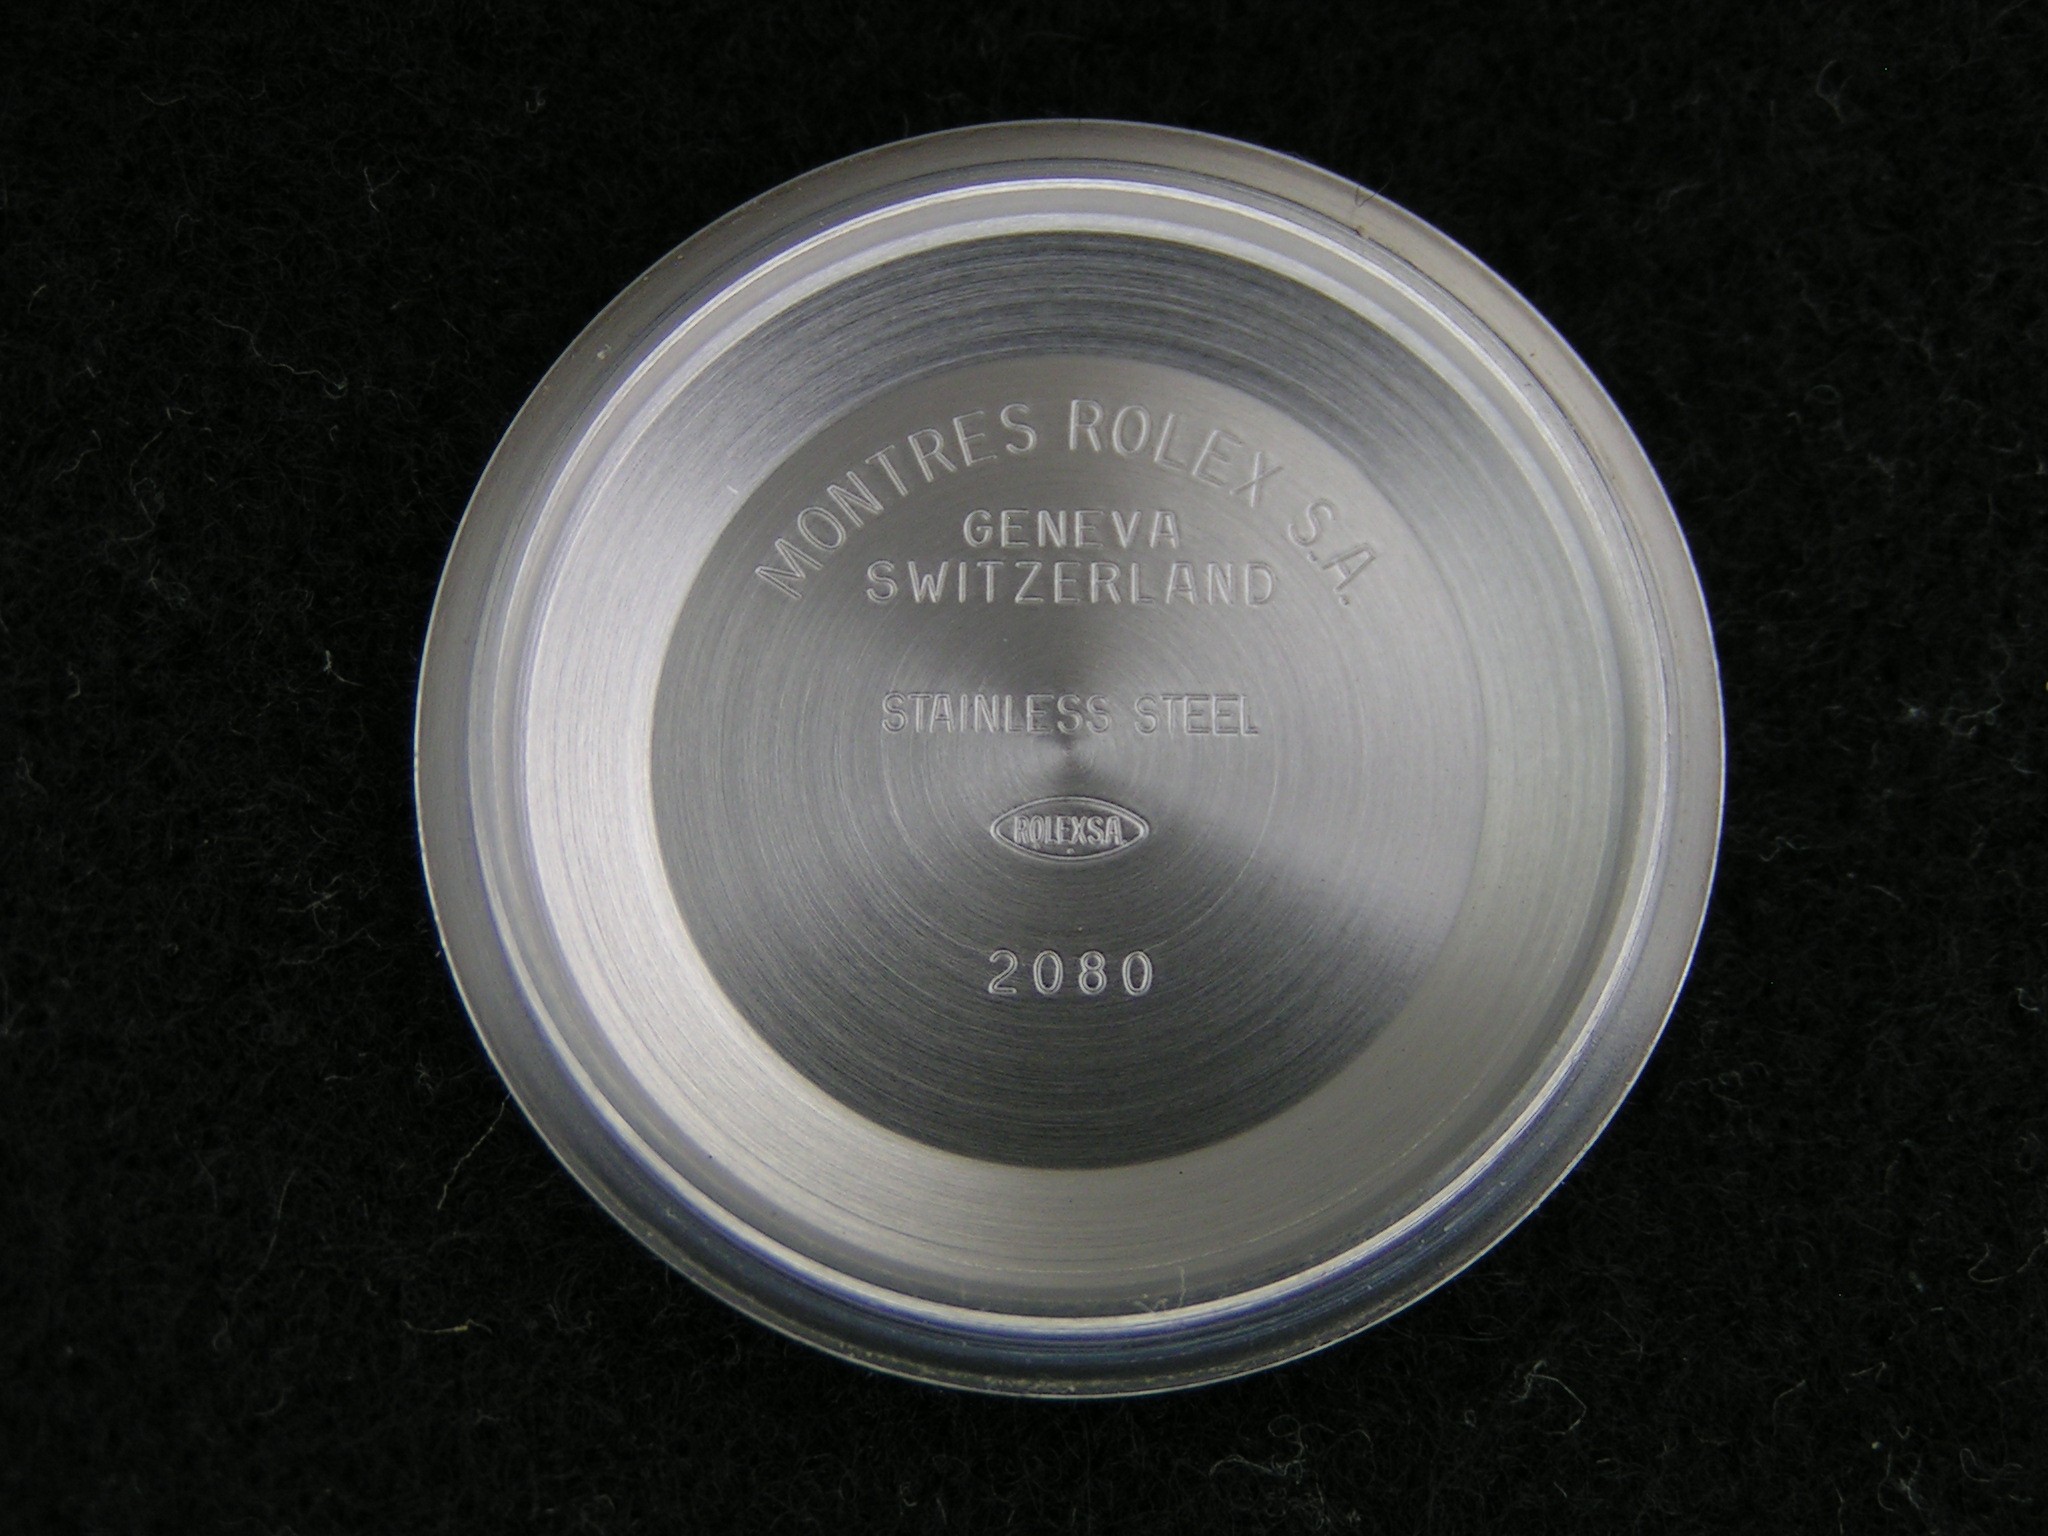 MONTRES ROLEX S.A.
GENEVA
SWITZERLAND
STAINLESS STEEL
ROLEXSA.
2080